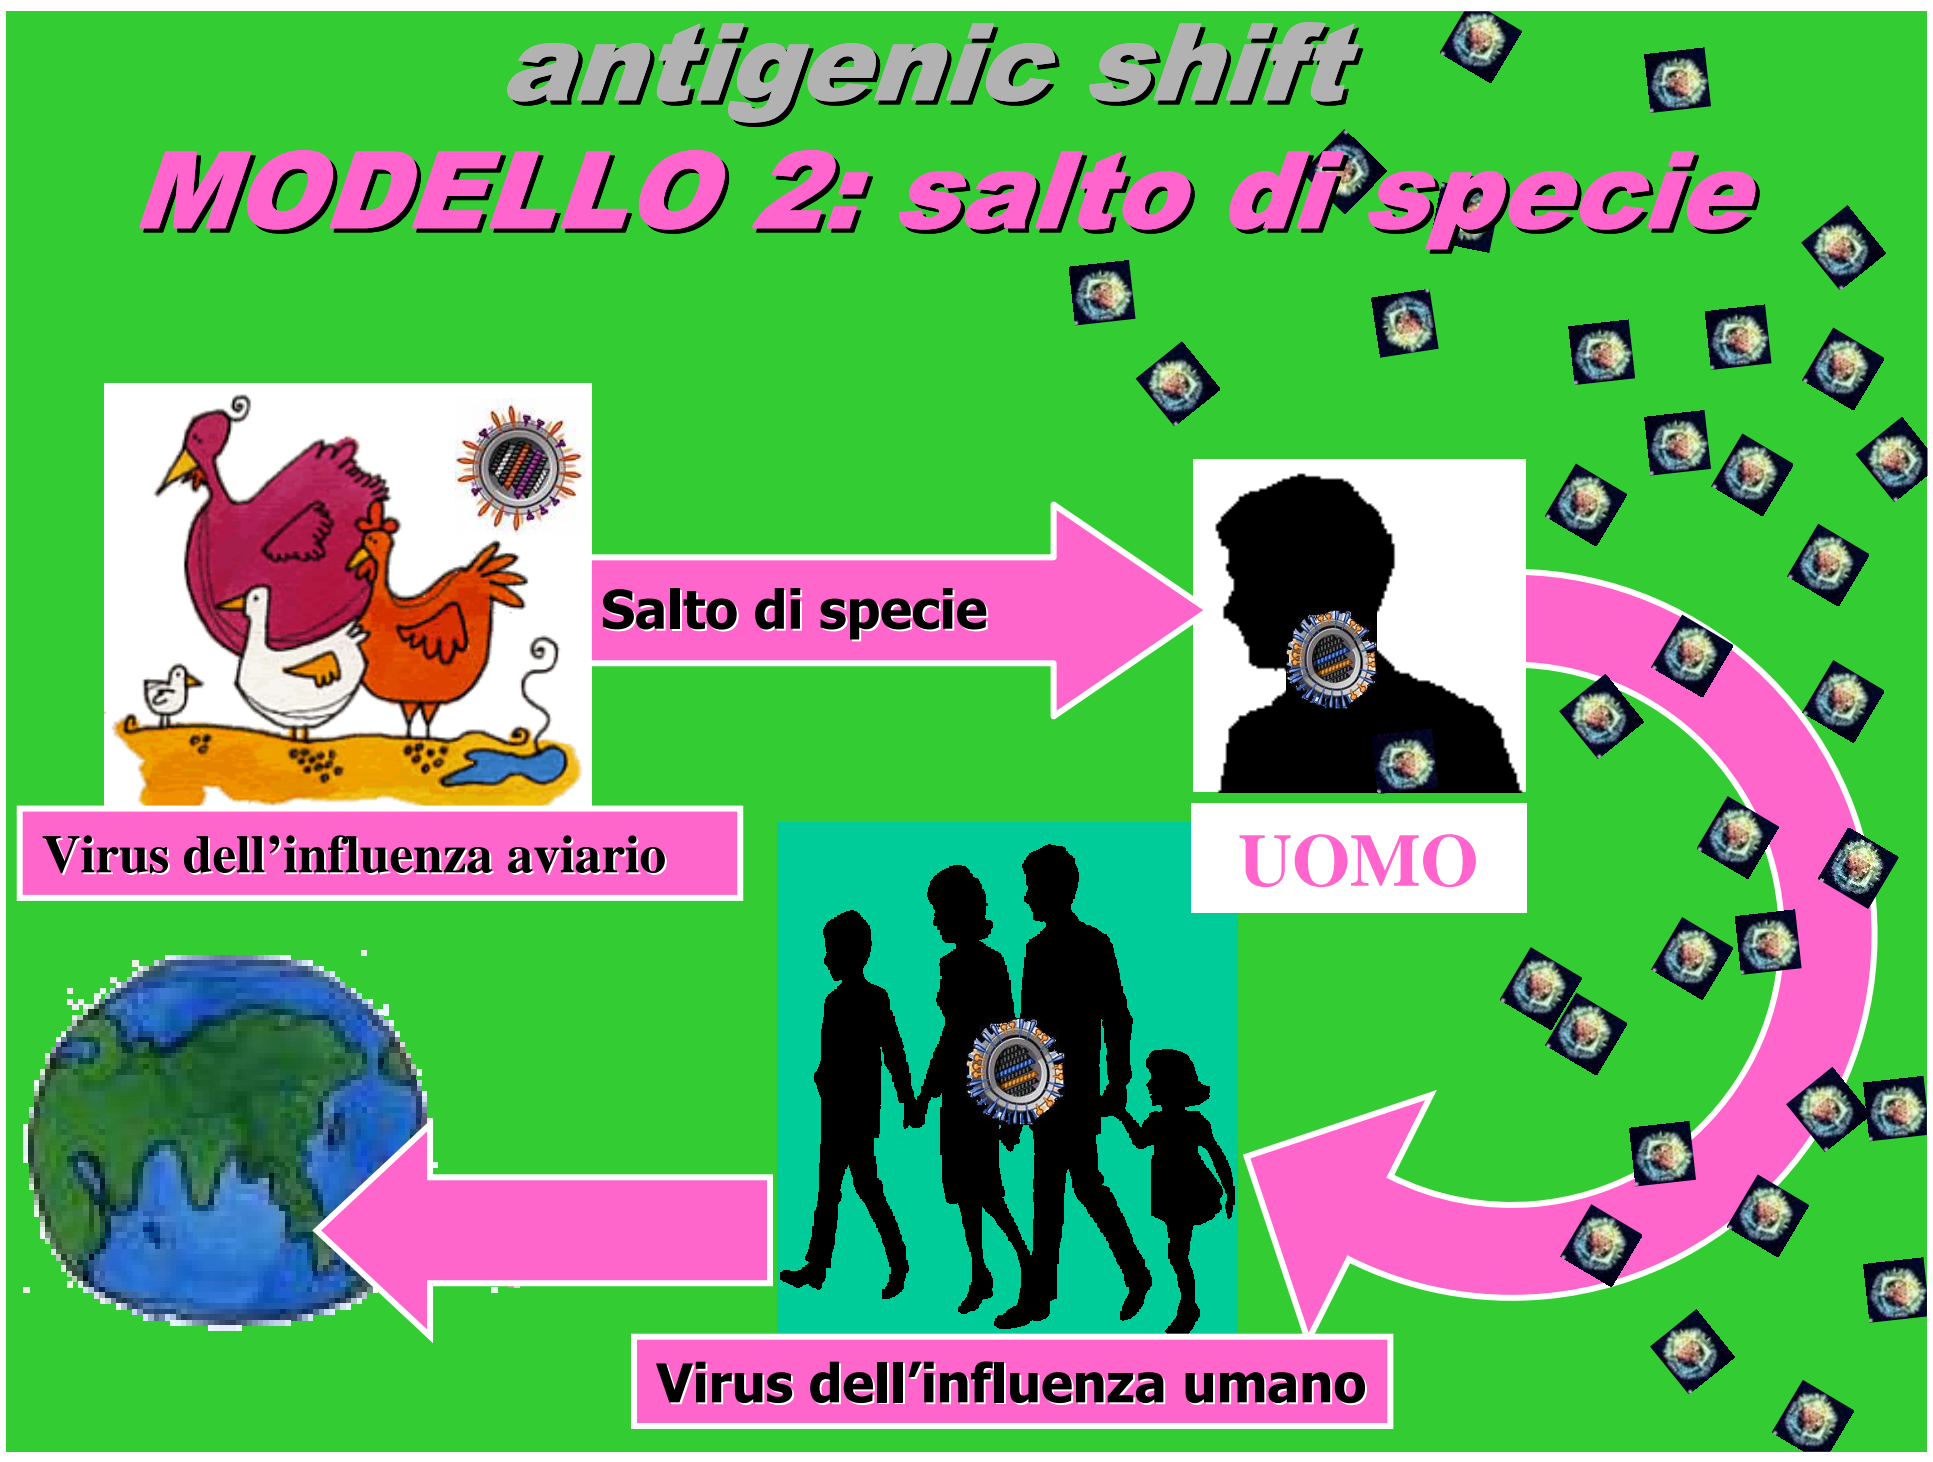 antigenic shift
MODELLO 2: salto di specie
Salto di specie
Virus dell’influenza aviario
UOMO
Virus dell’influenza umano